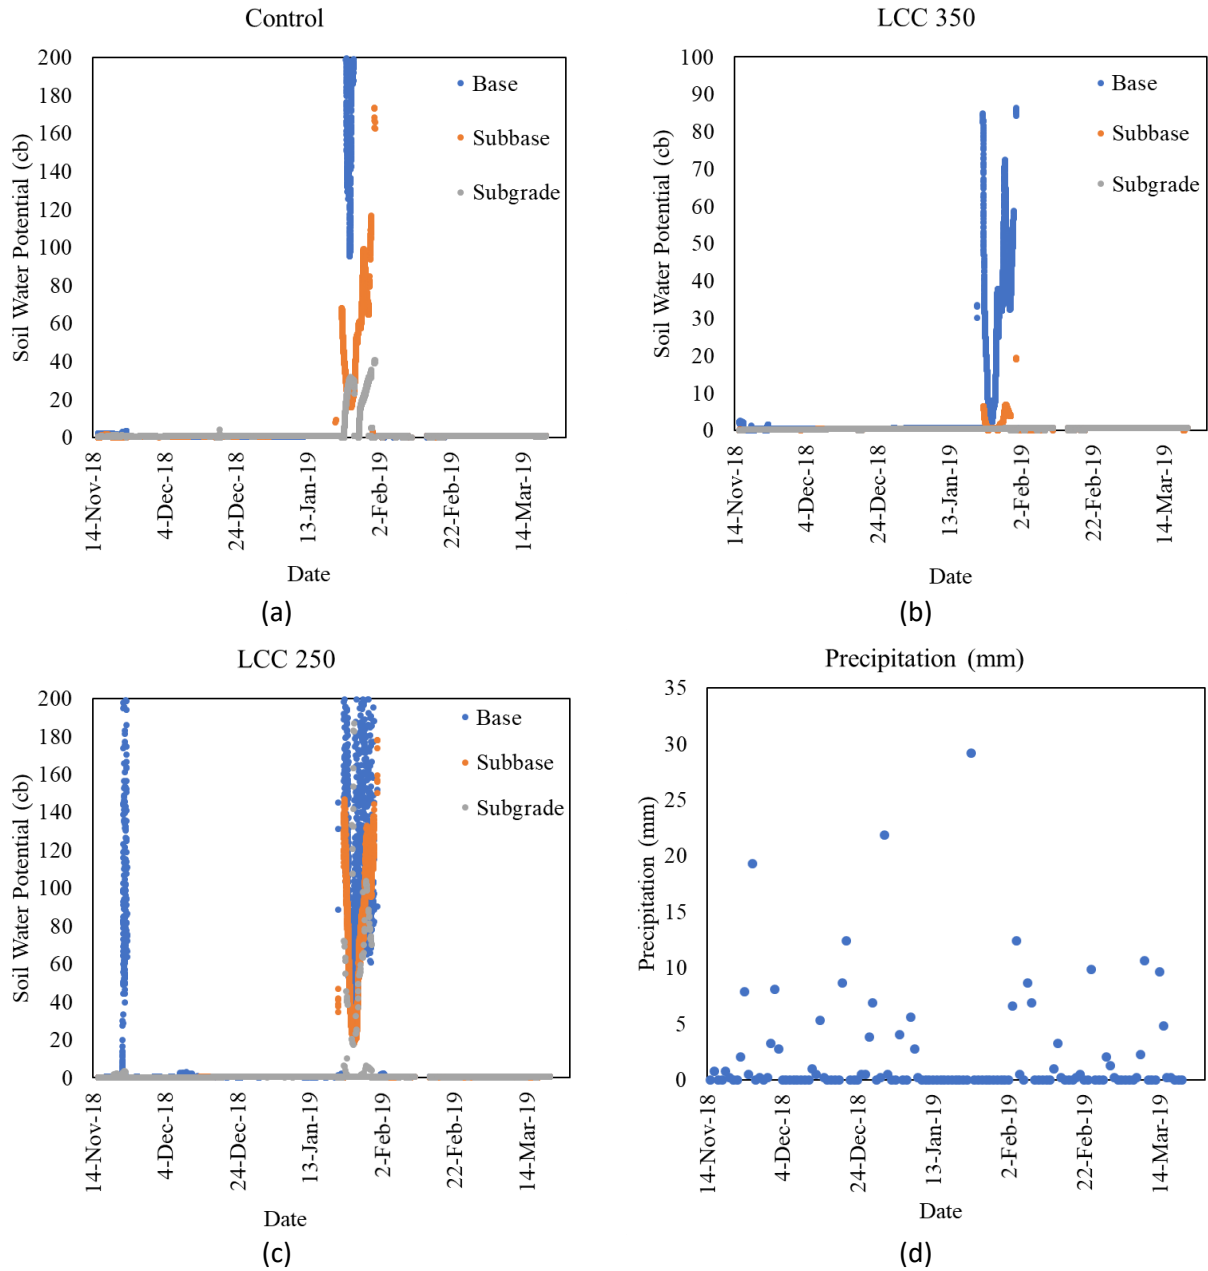 Control
Soil Water Potential (cb)
200
180
160
140
120
100
80
60
40
20
0
Base
Subbase
Subgrade
14-Nov-18
4-Dec-18
24-Dec-18
13-Jan-19
2-Feb-19
22-Feb-19
14-Mar-19
Date
(a)
LCC 350
Soil Water Potential (cb)
100
90
80
70
60
50
40
30
20
10
0
Base
Subbase
Subgrade
14-Nov-18
4-Dec-18
24-Dec-18
13-Jan-19
2-Feb-19
22-Feb-19
14-Mar-19
Date
(b)
LCC 250
Soil Water Potential (cb)
200
180
160
140
120
100
80
60
40
20
0
Base
Subbase
Subgrade
14-Nov-18
4-Dec-18
24-Dec-18
13-Jan-19
2-Feb-19
22-Feb-19
14-Mar-19
Date
(c)
Precipitation (mm)
Precipitation (mm)
35
30
25
20
15
10
5
0
14-Nov-18
4-Dec-18
24-Dec-18
13-Jan-19
2-Feb-19
22-Feb-19
14-Mar-19
Date
(d)